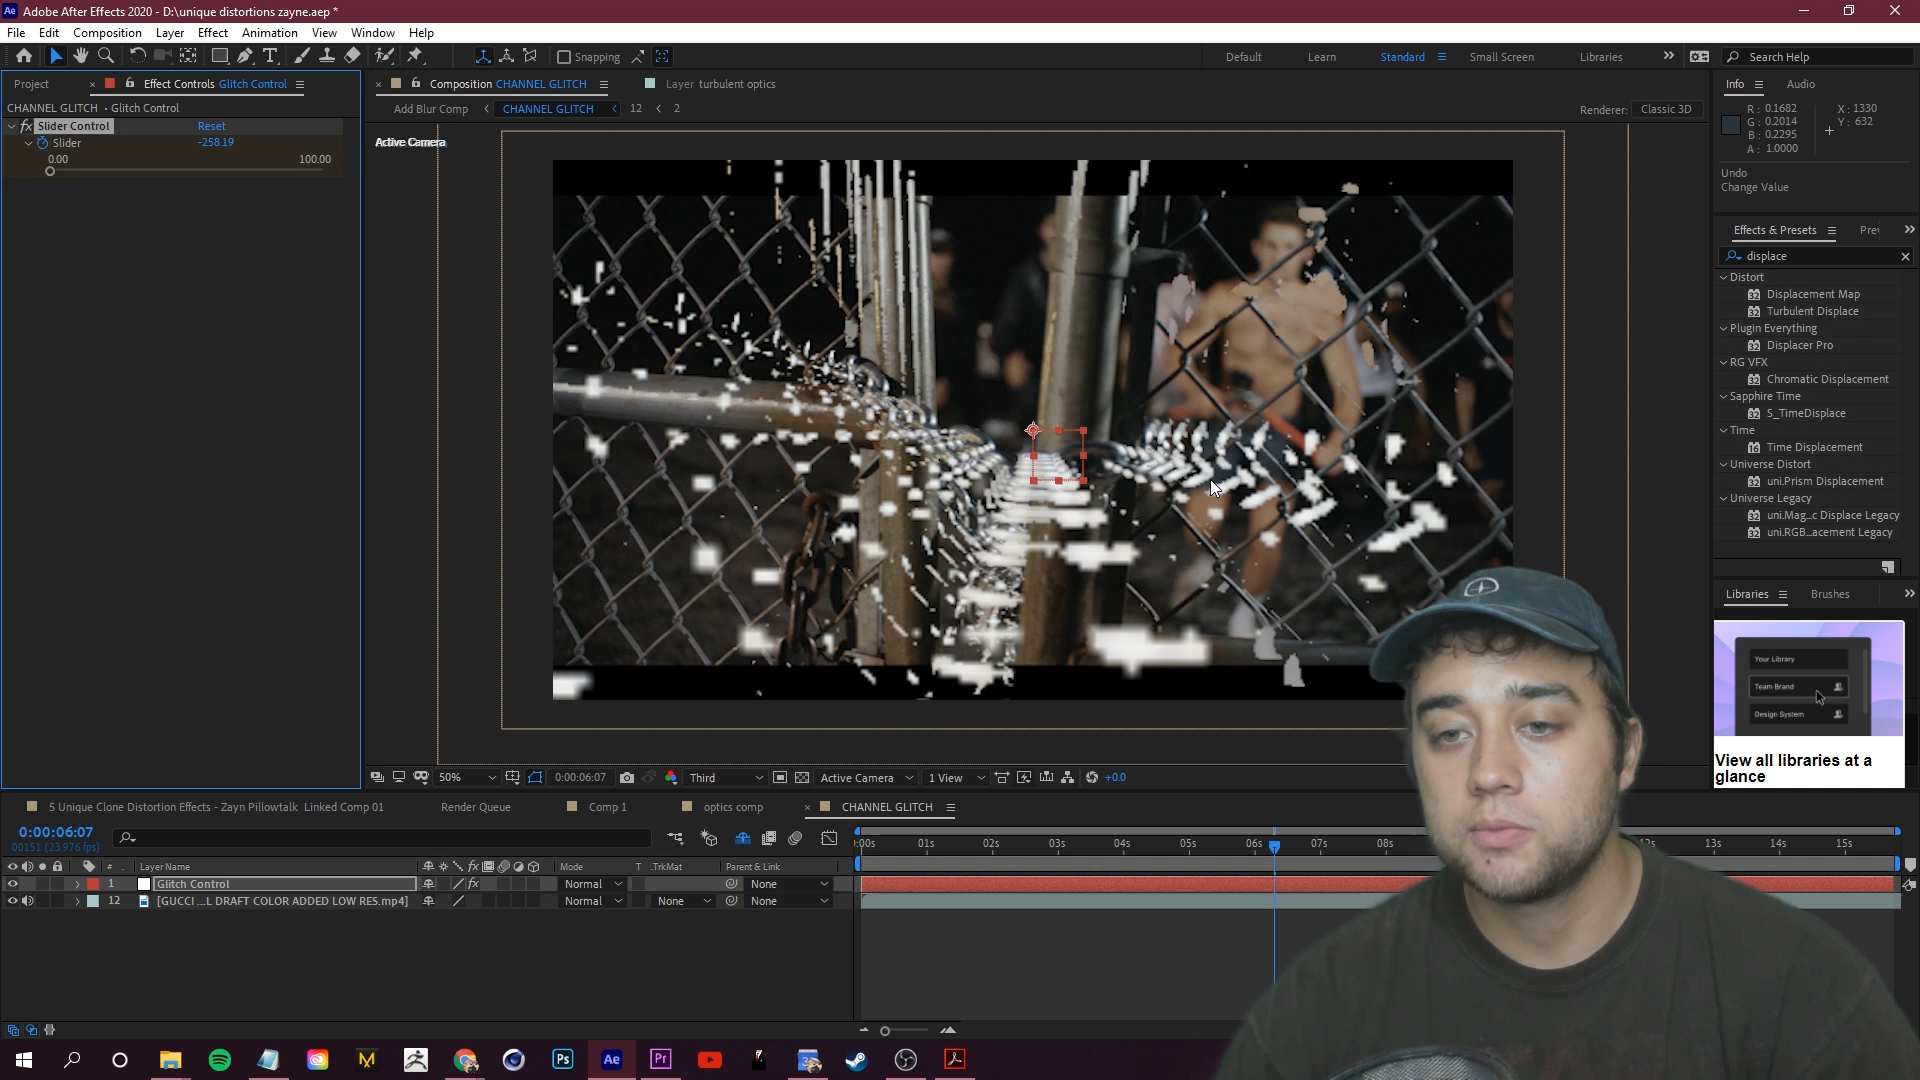 Adobe After Effects 2020 - D:\unique distortions zayne.aep *
File Edit Composition Layer Effect Animation View Window Help
Snapping
Default Learn Standard Small Screen Libraries
Search Help
Project Effect Controls Glitch Control
CHANNEL GLITCH • Glitch Control
fx Slider Control Reset
Slider -258.19
0.00 100.00
Composition CHANNEL GLITCH Layer turbulent optics
Add Blur Comp CHANNEL GLITCH 12 2
Renderer: Classic 3D
Active Camera
50% 0:00:06:07 Third Active Camera 1 View +0.0
Info Audio
R: 0.1682 X: 1330
G: 0.2014 Y: 632
B: 0.2295
A: 1.0000
Undo
Change Value
Effects & Presets Pre
displace
Distort
Displacement Map
Turbulent Displace
Plugin Everything
Displacer Pro
RG VFX
Chromatic Displacement
Sapphire Time
S_TimeDisplace
Time
Time Displacement
Universe Distort
uni.Prism Displacement
Universe Legacy
uni.Mag...c Displace Legacy
uni.RGB...acement Legacy
Libraries Brushes
Your Library
Team Brand
Design System
View all libraries at a
glance
5 Unique Clone Distortion Effects - Zayn Pillowtalk Linked Comp 01 Render Queue Comp 1 optics comp CHANNEL GLITCH
0:00:06:07
00151 (23.976 fps)
:00s 01s 02s 03s 04s 05s 06s 07s 08s 12s 13s 14s 15s
# Layer Name fx Mode T .TrkMat Parent & Link
1 Glitch Control fx Normal None
12 [GUCCI ...L DRAFT COLOR ADDED LOW RES.mp4] Normal None None
Ps Ae Pr